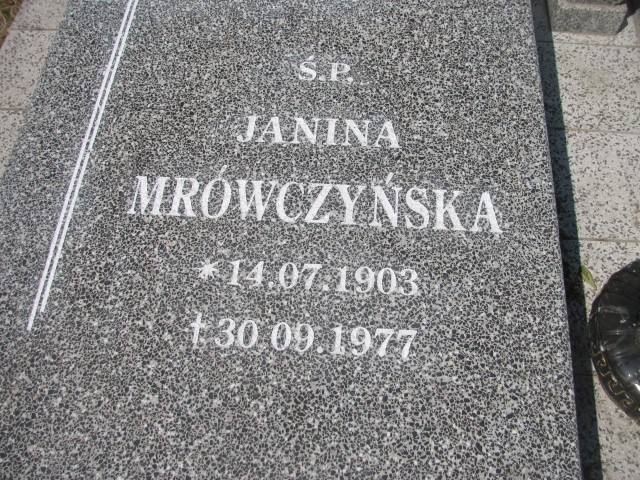 Ś.P.
JANINA
MRÓWCZYŃSKA
* 14.07.1903
† 30 09.1977